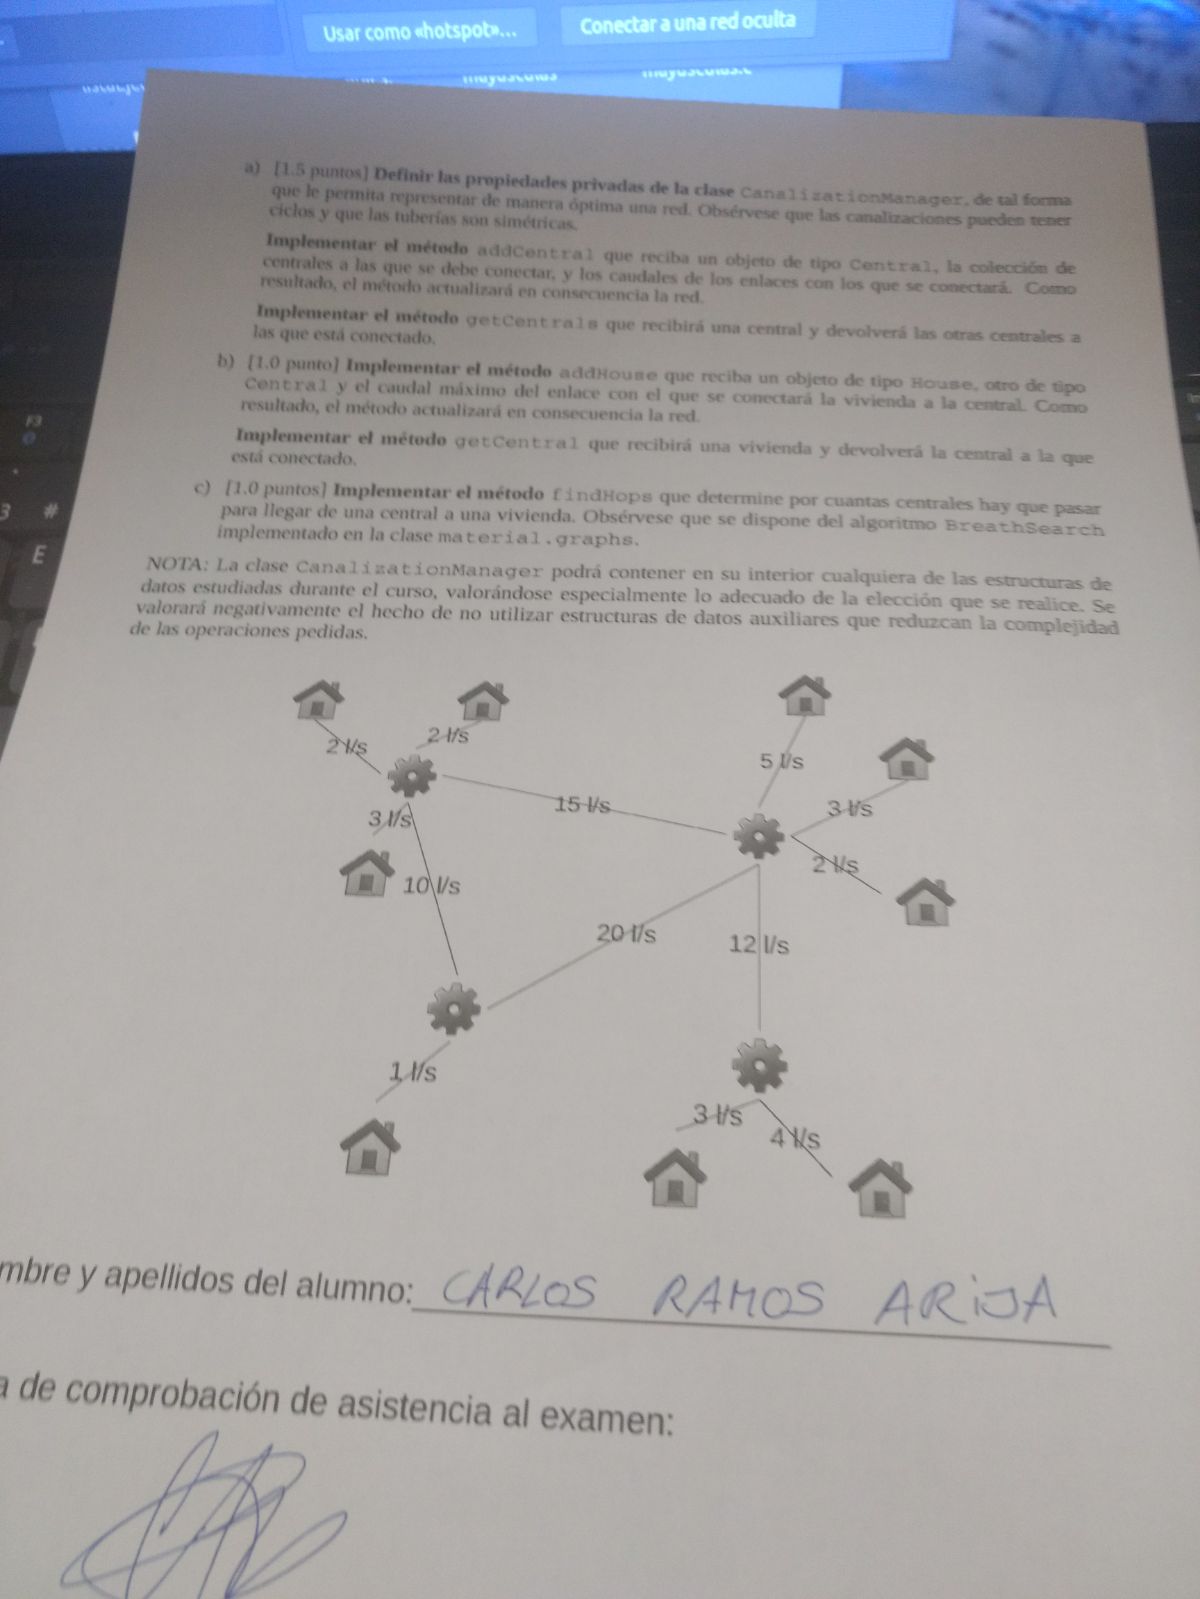 Usar como «hotspot»...
Conectar a una red oculta
mayusculas
mayusculas.c
a) [1.5 puntos] Definir las propiedades privadas de la clase CanalizationManager, de tal forma
que le permita representar de manera óptima una red. Obsérvese que las canalizaciones pueden tener
ciclos y que las tuberías son simétricas.
Implementar el método addCentral que reciba un objeto de tipo Central, la colección de
centrales a las que se debe conectar, y los caudales de los enlaces con los que se conectará. Como
resultado, el método actualizará en consecuencia la red.
Implementar el método getCentrals que recibirá una central y devolverá las otras centrales a
las que está conectado.
b) [1.0 punto] Implementar el método addHouse que reciba un objeto de tipo House, otro de tipo
Central y el caudal máximo del enlace con el que se conectará la vivienda a la central. Como
resultado, el método actualizará en consecuencia la red.
Implementar el método getCentral que recibirá una vivienda y devolverá la central a la que
está conectado.
c) [1.0 puntos] Implementar el método findHops que determine por cuantas centrales hay que pasar
para llegar de una central a una vivienda. Obsérvese que se dispone del algoritmo BreathSearch
implementado en la clase material.graphs.
NOTA: La clase CanalizationManager podrá contener en su interior cualquiera de las estructuras de
datos estudiadas durante el curso, valorándose especialmente lo adecuado de la elección que se realice. Se
valorará negativamente el hecho de no utilizar estructuras de datos auxiliares que reduzcan la complejidad
de las operaciones pedidas.
F3
3 #
E
2 l/s
2 l/s
5 l/s
3 l/s
15 l/s
3 l/s
2 l/s
10 l/s
20 l/s
12 l/s
1 l/s
3 l/s
4 l/s
mbre y apellidos del alumno: CARLOS RAMOS ARIJA
a de comprobación de asistencia al examen: